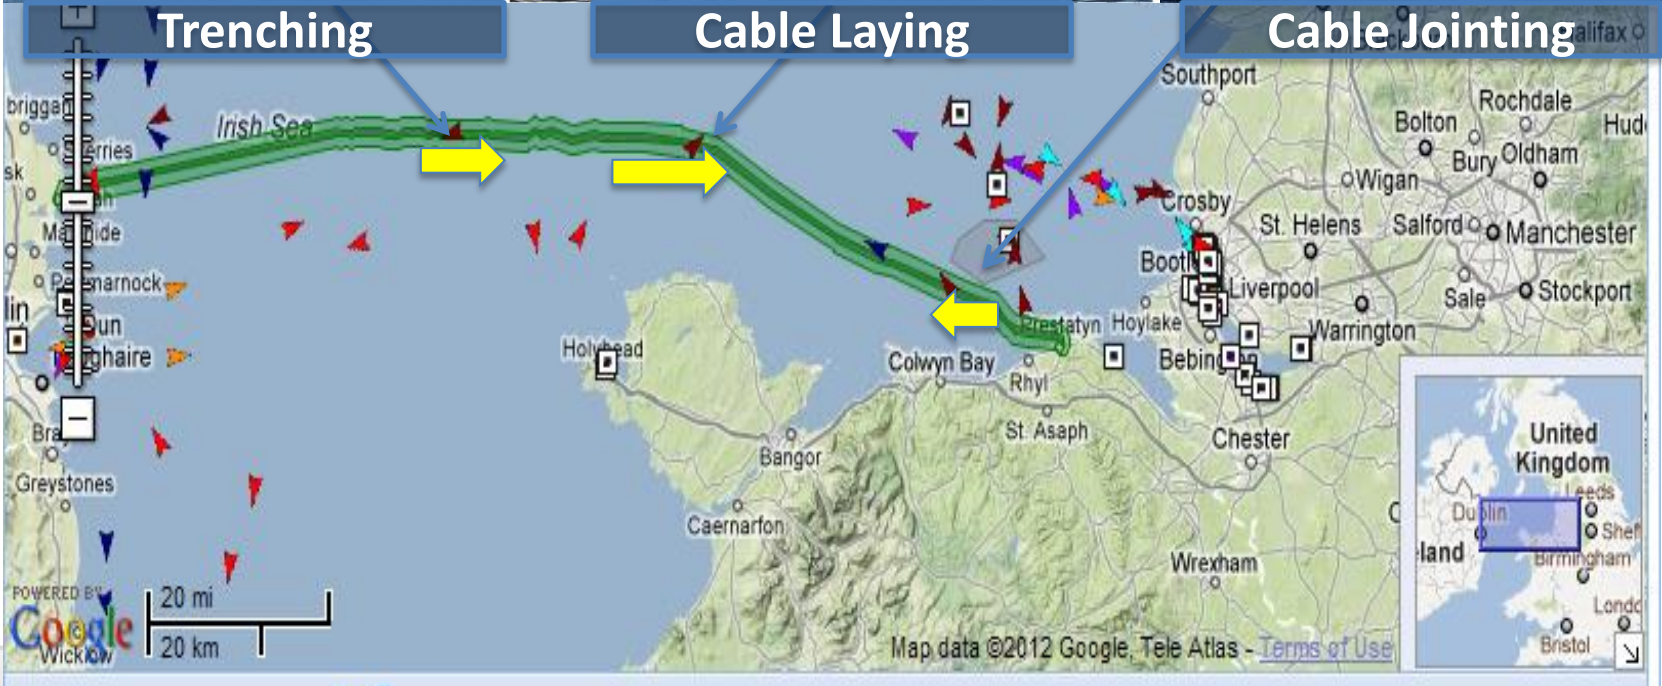 Trenching
Cable Laying
Cable Jointing
Halifax
Southport
Rochdale
Bolton
Bury
Oldham
Wigan
Irish Sea
Crosby
St. Helens
Salford
Manchester
Liverpool
Sale
Stockport
Prestatyn
Hoylake
Warrington
Holyhead
Colwyn Bay
Rhyl
St. Asaph
Chester
Bangor
Greystones
Caernarfon
Wrexham
United
Kingdom
Leeds
Dublin
Birmingham
Bristol
POWERED BY
Google
Wicklow
20 mi
20 km
Map data ©2012 Google, Tele Atlas - Terms of Use